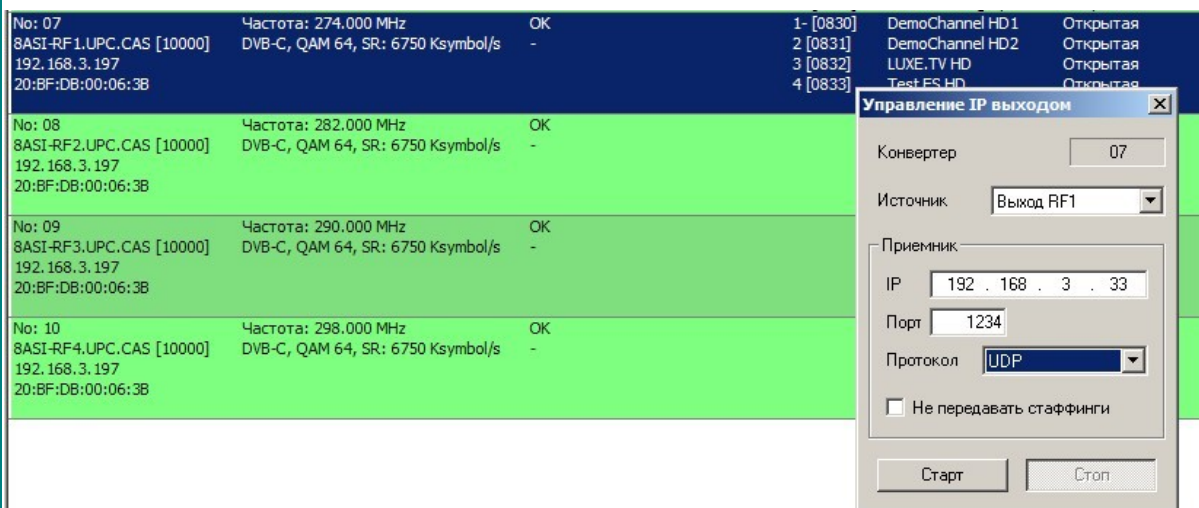 No: 07 Частота: 274.000 MHz OK 1- [0830] DemoChannel HD1 Открытая
8ASI-RF1.UPC.CAS [10000] DVB-C, QAM 64, SR: 6750 Ksymbol/s - 2 [0831] DemoChannel HD2 Открытая
192.168.3.197 3 [0832] LUXE.TV HD Открытая
20:BF:DB:00:06:3B 4 [0833] Test ES HD Открытая
No: 08 Частота: 282.000 MHz OK
8ASI-RF2.UPC.CAS [10000] DVB-C, QAM 64, SR: 6750 Ksymbol/s -
192.168.3.197
20:BF:DB:00:06:3B
No: 09 Частота: 290.000 MHz OK
8ASI-RF3.UPC.CAS [10000] DVB-C, QAM 64, SR: 6750 Ksymbol/s -
192.168.3.197
20:BF:DB:00:06:3B
No: 10 Частота: 298.000 MHz OK
8ASI-RF4.UPC.CAS [10000] DVB-C, QAM 64, SR: 6750 Ksymbol/s -
192.168.3.197
20:BF:DB:00:06:3B
Управление IP выходом
Конвертер 07
Источник Выход RF1
Приемник
IP 192 . 168 . 3 . 33
Порт 1234
Протокол UDP
Не передавать стаффинги
Старт Стоп